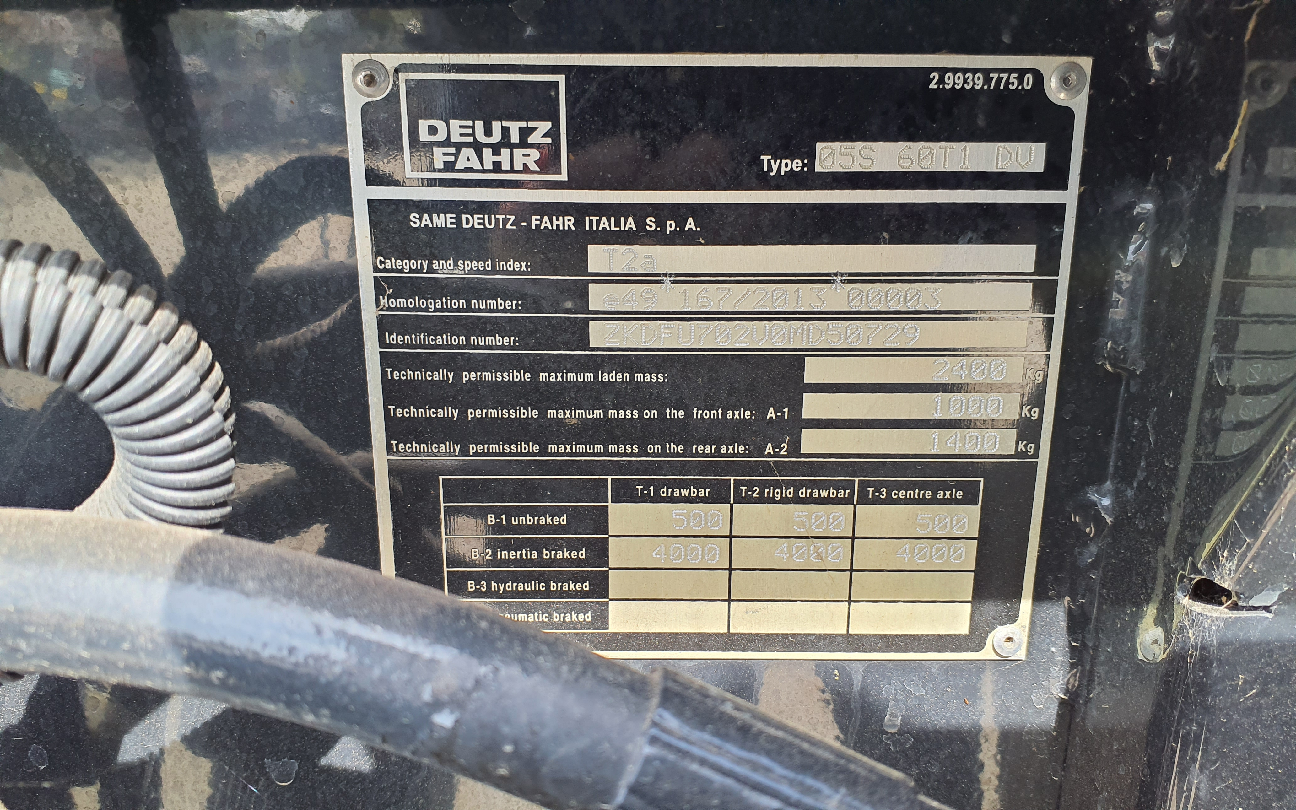 DEUTZ
FAHR
2.9939.775.0
Type: 05S 60T1 DV
SAME DEUTZ - FAHR ITALIA S. p. A.
Category and speed index: T2a
Homologation number: e49*167/2013*00003
Identification number: ZKDFU702V0MD50729
Technically permissible maximum laden mass: 2400 Kg
Technically permissible maximum mass on the front axle: A-1 1000 Kg
Technically permissible maximum mass on the rear axle: A-2 1400 Kg
T-1 drawbar T-2 rigid drawbar T-3 centre axle
B-1 unbraked 500 500 500
B-2 inertia braked 4000 4000 4000
B-3 hydraulic braked
braked